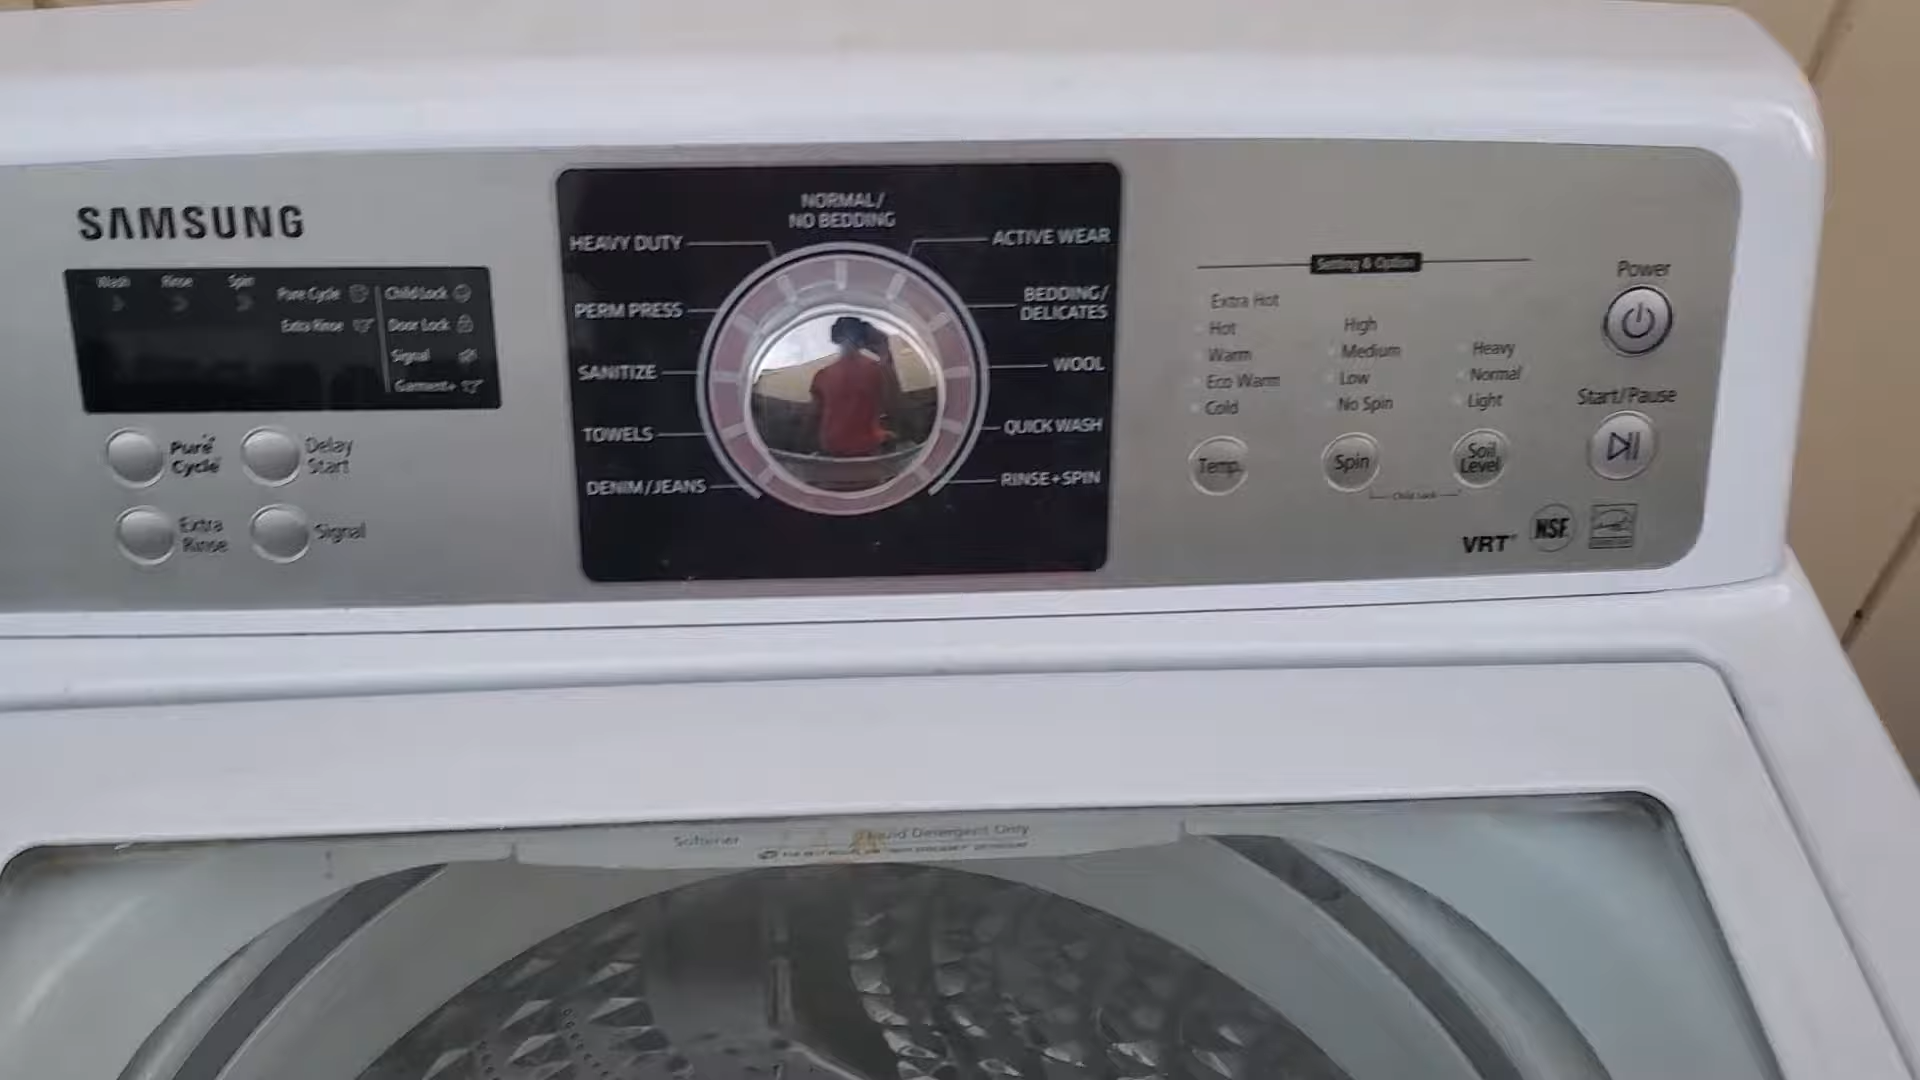 SAMSUNG
Wash Rinse Spin
Pure Cycle
Extra Rinse
Child Lock
Door Lock
Signal
Garment+
Pure
Cycle
Delay
Start
Extra
Rinse
Signal
NORMAL/
NO BEDDING
HEAVY DUTY
PERM PRESS
SANITIZE
TOWELS
DENIM/JEANS
ACTIVE WEAR
BEDDING/
DELICATES
WOOL
QUICK WASH
RINSE+SPIN
Setting & Option
Extra Hot
Hot
Warm
Eco Warm
Cold
Temp.
High
Medium
Low
No Spin
Spin
Heavy
Normal
Light
Soil
Level
Child Lock
Power
Start/Pause
VRT
NSF
Softener
Liquid Detergent Only